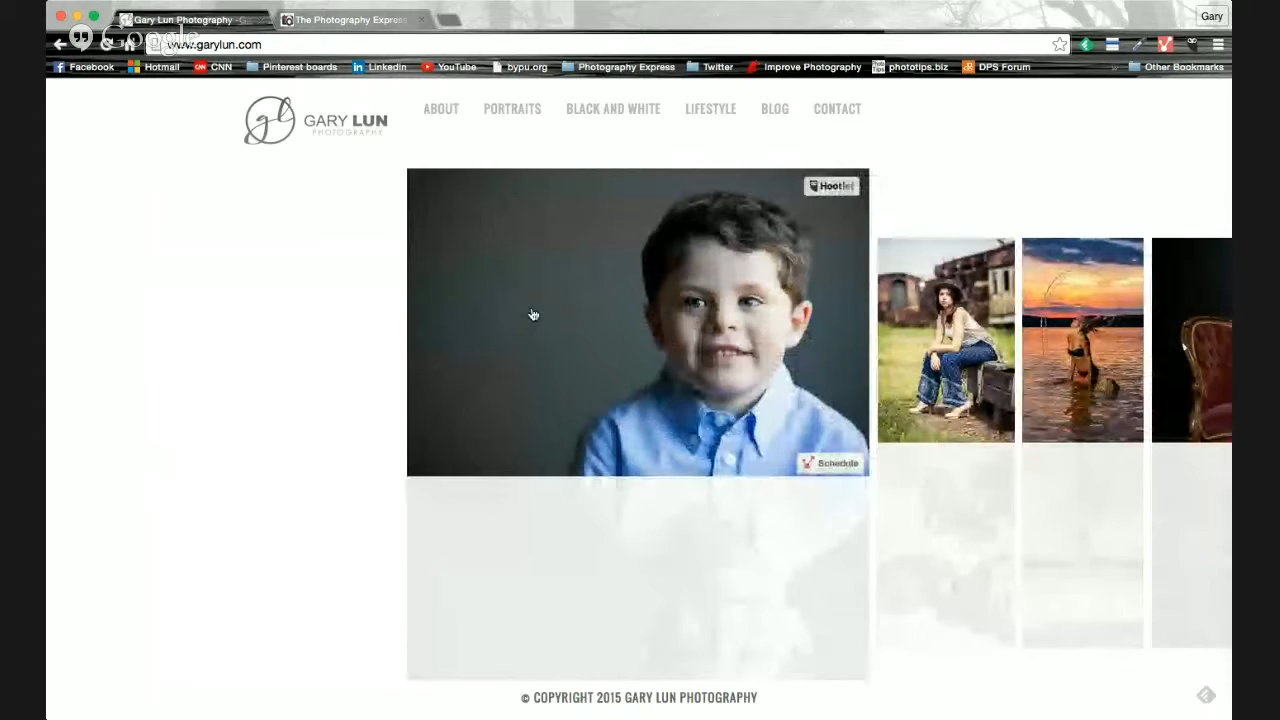 Gary Lun Photography - G
The Photography Express
Gary
Google
www.garylun.com
Facebook
Hotmail
CNN
Pinterest boards
LinkedIn
YouTube
bypu.org
Photography Express
Twitter
Improve Photography
phototips.biz
DPS Forum
Other Bookmarks
gl
GARY LUN
PHOTOGRAPHY
ABOUT
PORTRAITS
BLACK AND WHITE
LIFESTYLE
BLOG
CONTACT
Hootlet
Schedule
© COPYRIGHT 2015 GARY LUN PHOTOGRAPHY